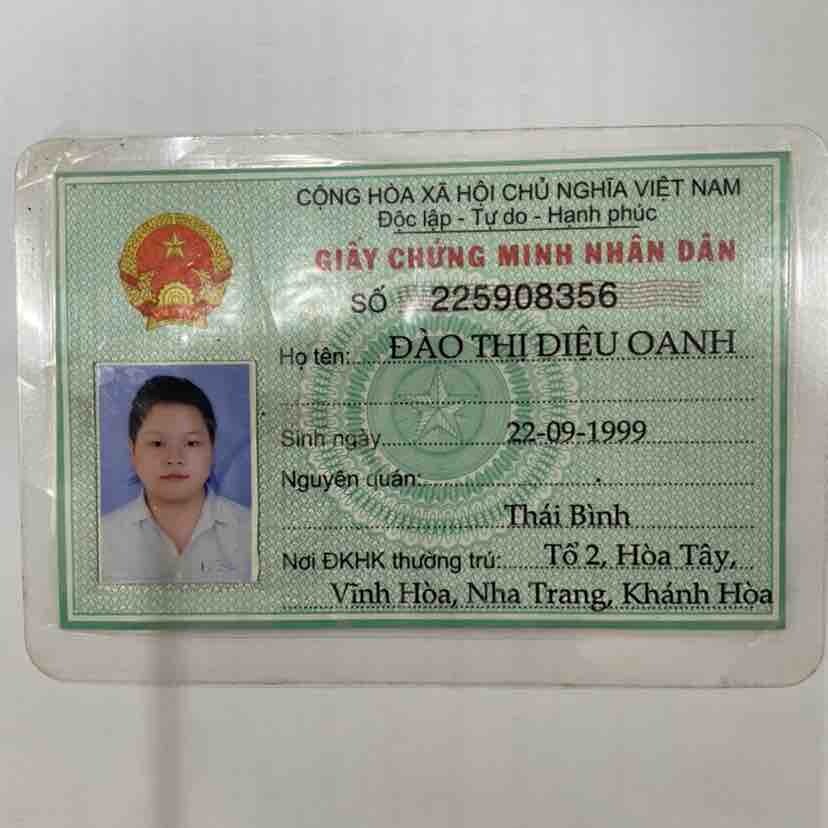 CỘNG HÒA XÃ HỘI CHỦ NGHĨA VIỆT NAM
Độc lập - Tự do - Hạnh phúc
GIẤY CHỨNG MINH NHÂN DÂN
SỐ 225908356
Họ tên: ĐÀO THỊ DIỆU OANH
Sinh ngày 22-09-1999
Nguyên quán:
Thái Bình
Nơi ĐKHK thường trú: Tổ 2, Hòa Tây,
Vĩnh Hòa, Nha Trang, Khánh Hòa